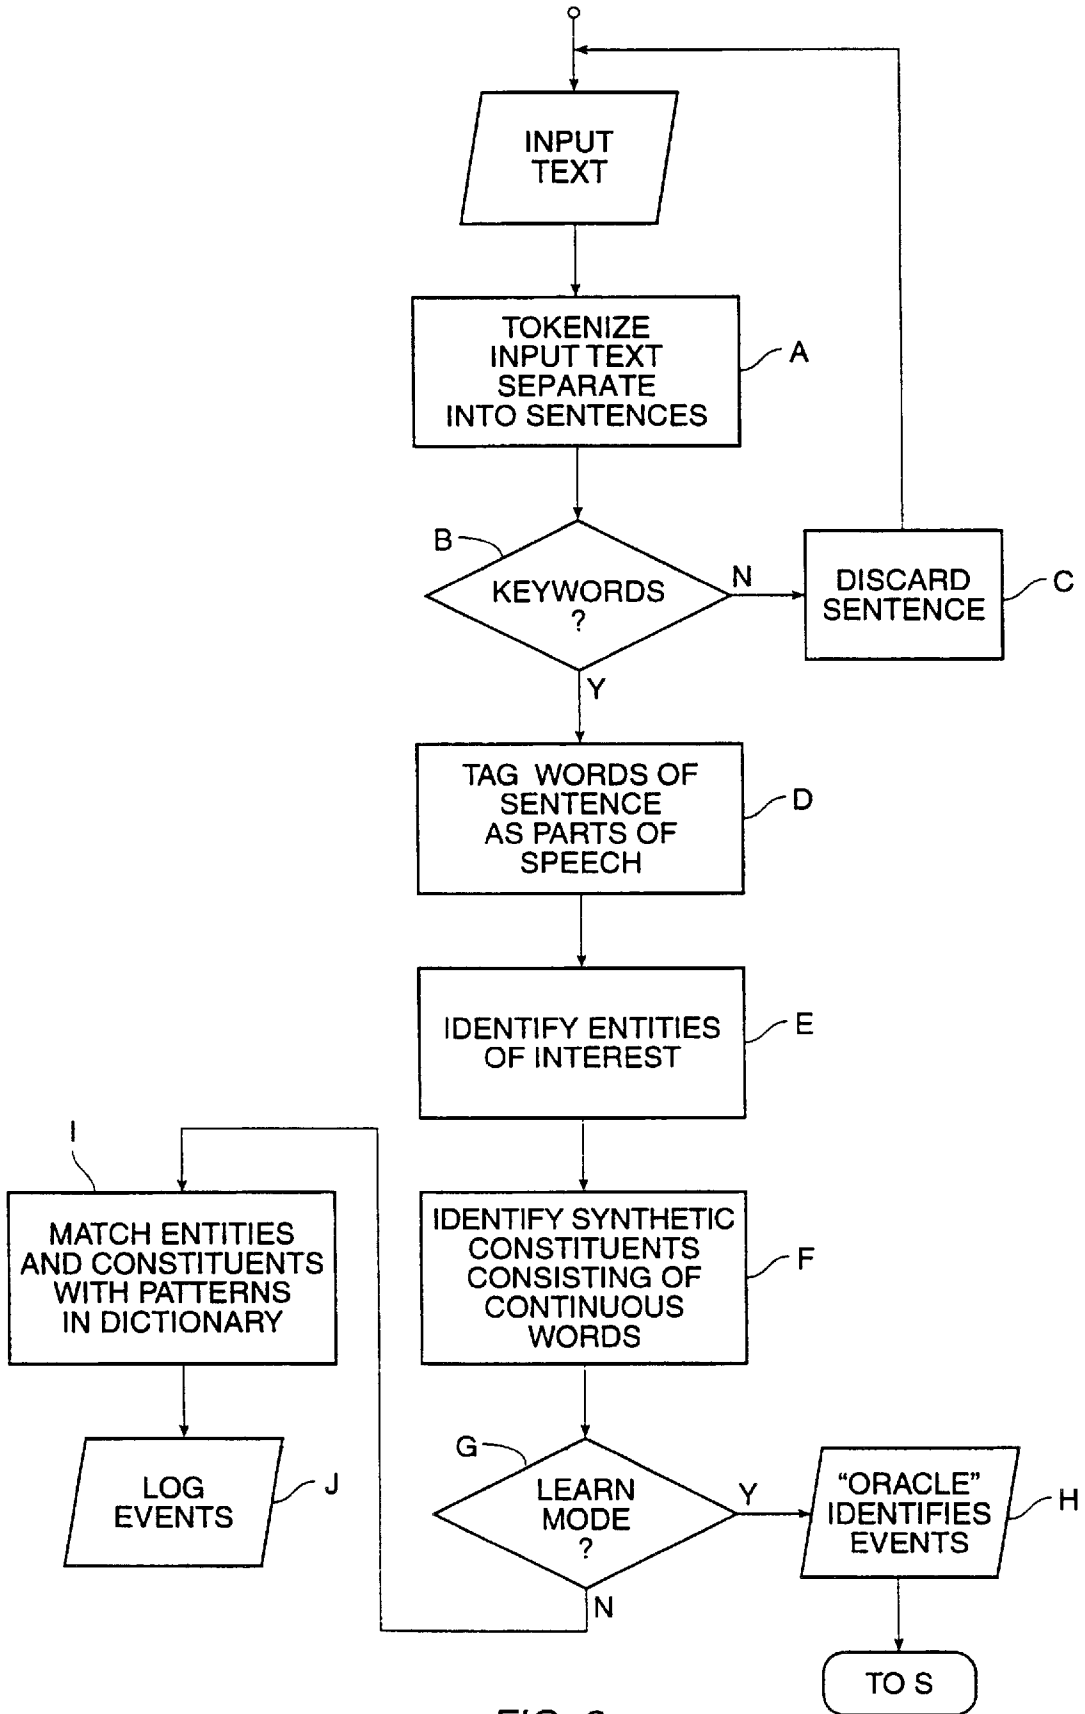 INPUT
TEXT
TOKENIZE
INPUT TEXT
SEPARATE
INTO SENTENCES
A
B
KEYWORDS
?
N
DISCARD
SENTENCE
C
Y
TAG WORDS OF
SENTENCE
AS PARTS OF
SPEECH
D
IDENTIFY ENTITIES
OF INTEREST
E
I
MATCH ENTITIES
AND CONSTITUENTS
WITH PATTERNS
IN DICTIONARY
IDENTIFY SYNTHETIC
CONSTITUENTS
CONSISTING OF
CONTINUOUS
WORDS
F
LOG
EVENTS
J
G
LEARN
MODE
?
Y
N
"ORACLE"
IDENTIFIES
EVENTS
H
TO S